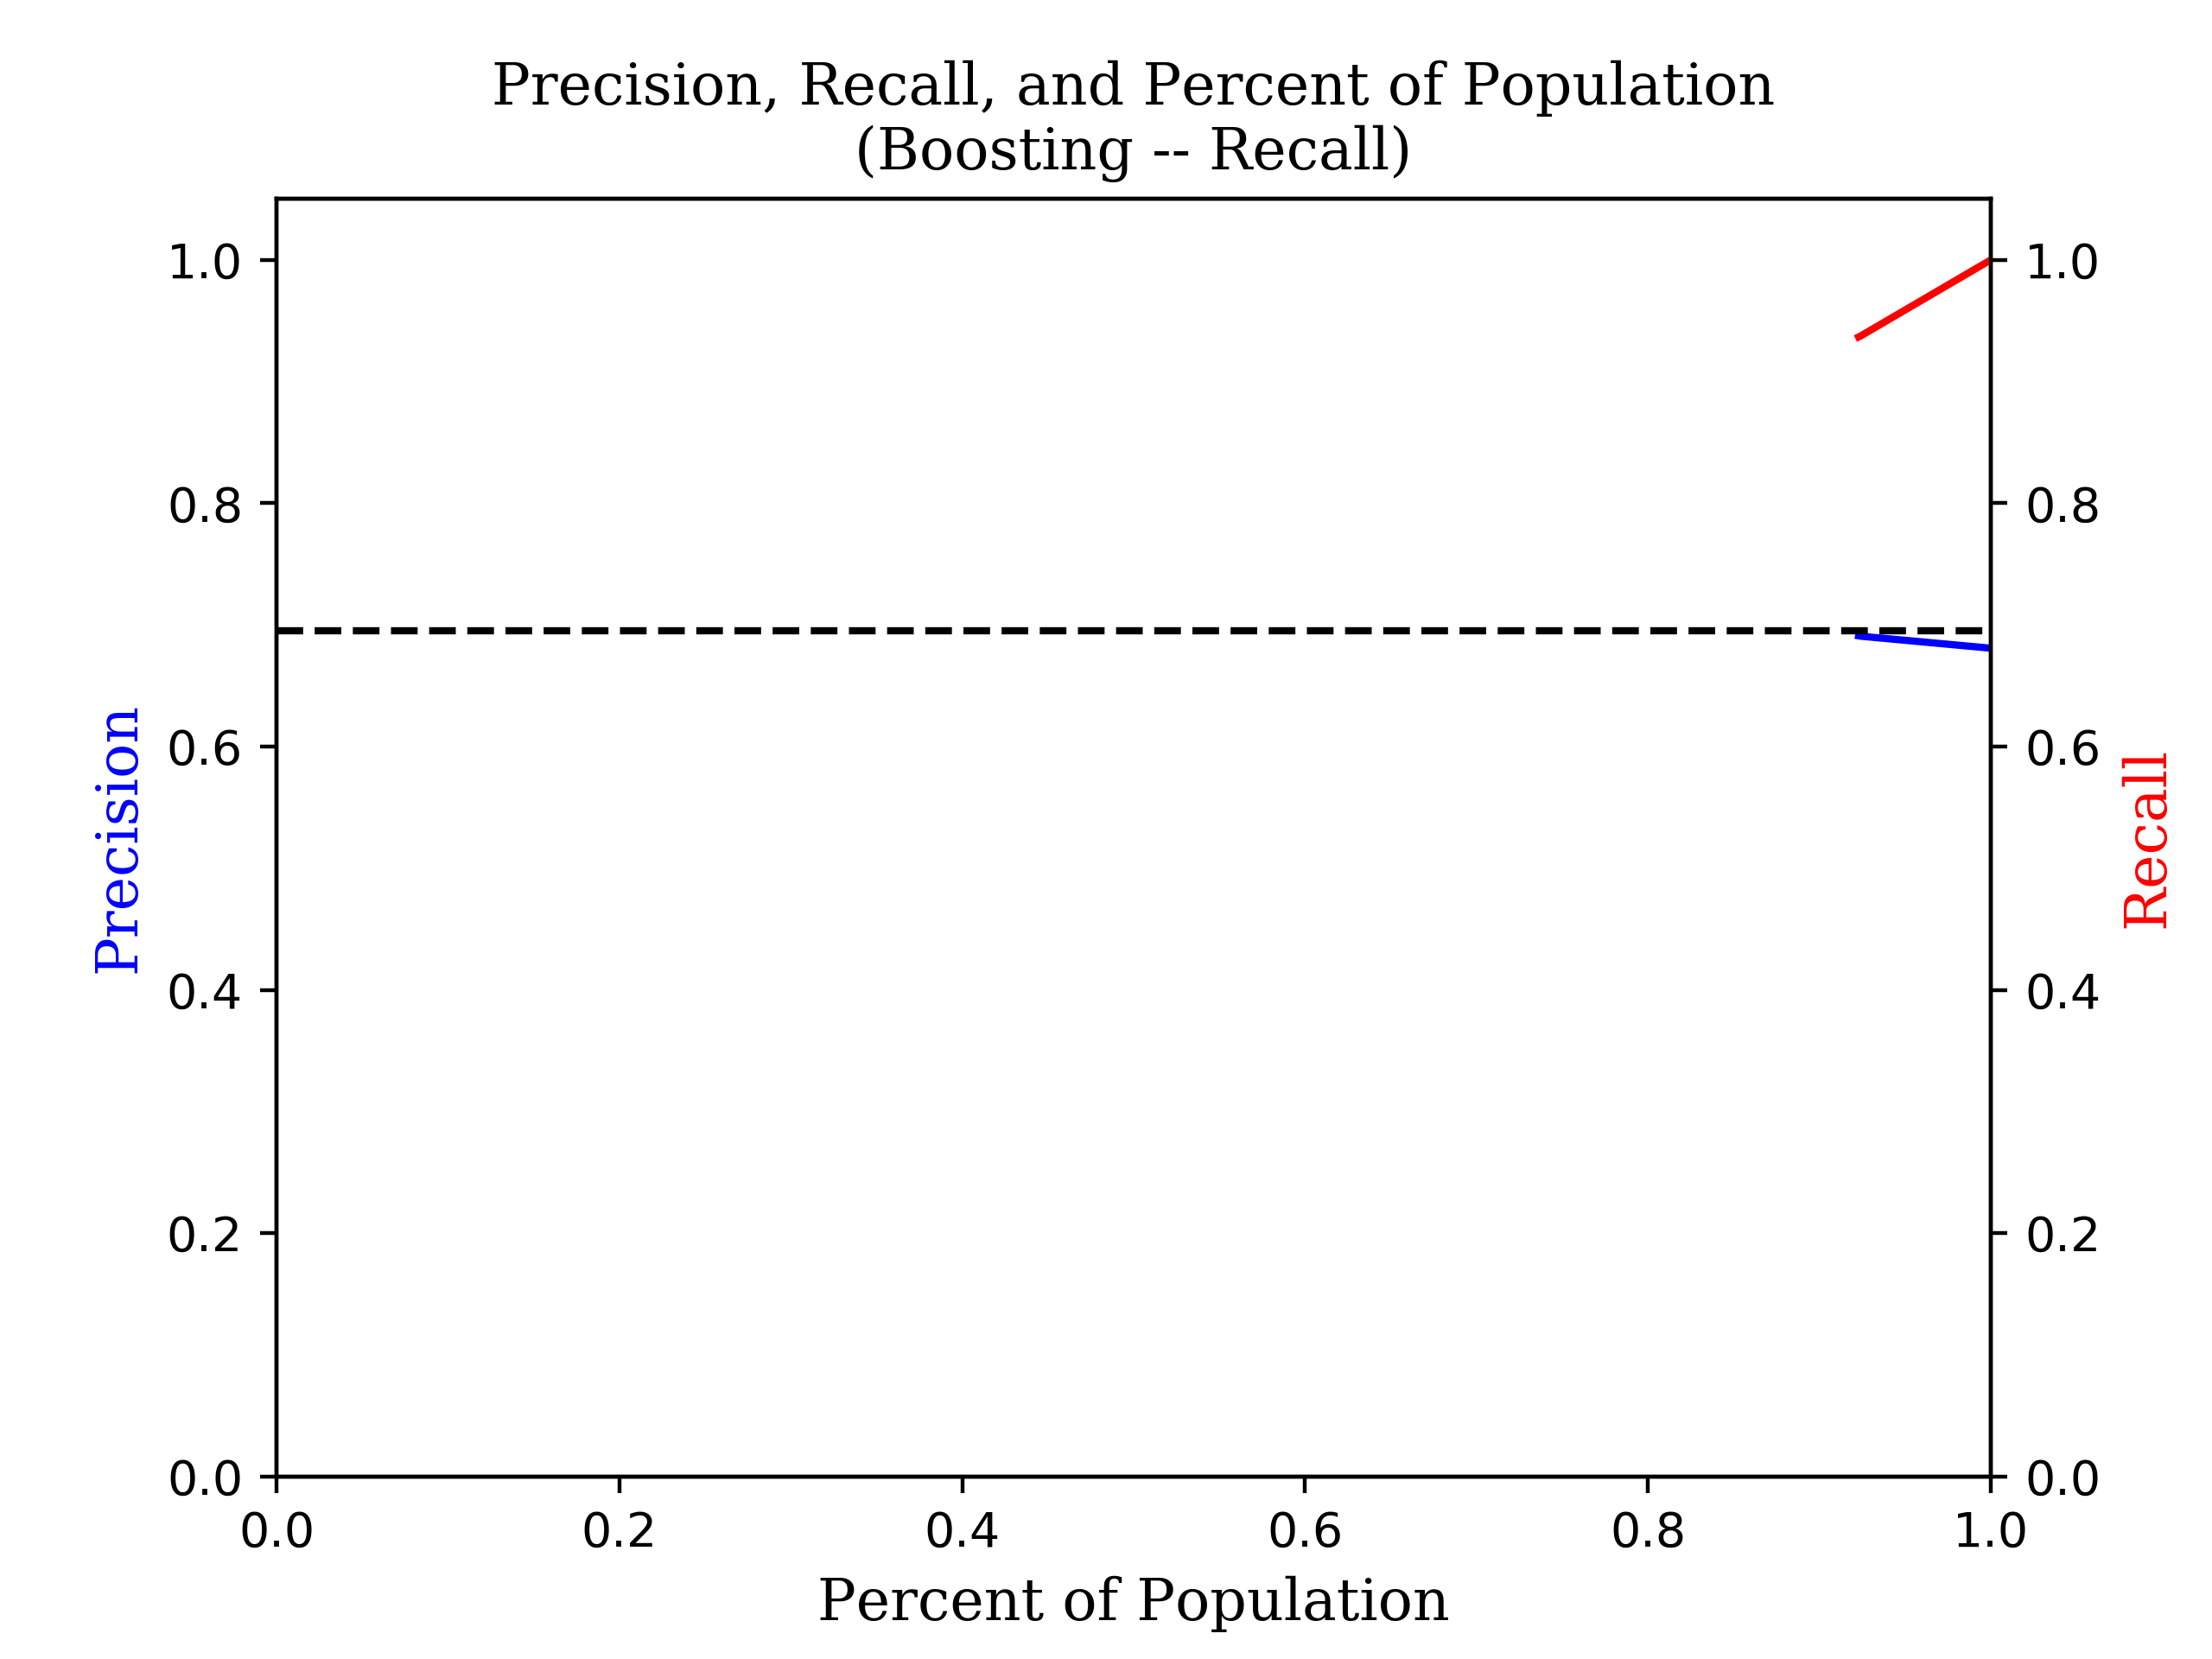 Precision, Recall, and Percent of Population
(Boosting -- Recall)
Precision
1.0
0.8
0.6
0.4
0.2
0.0
1.0
0.8
0.6
0.4
0.2
0.0
Recall
0.0 0.2 0.4 0.6 0.8 1.0
Percent of Population